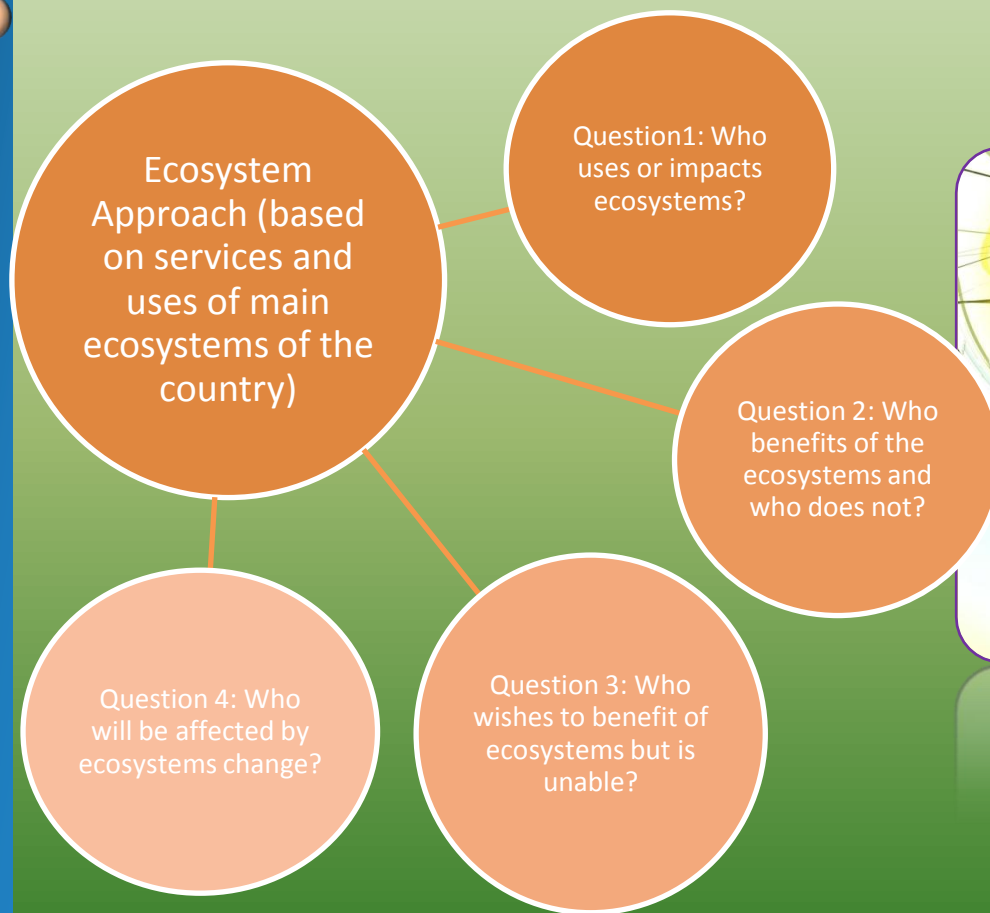 Ecosystem
Approach (based
on services and
uses of main
ecosystems of the
country)
Question1: Who
uses or impacts
ecosystems?
Question 2: Who
benefits of the
ecosystems and
who does not?
Question 3: Who
wishes to benefit of
ecosystems but is
unable?
Question 4: Who
will be affected by
ecosystems change?